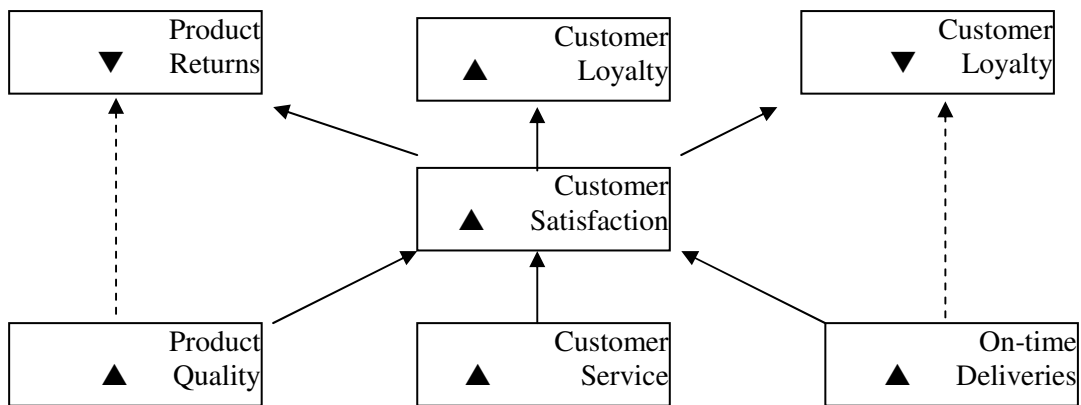 Product
Returns
Customer
Loyalty
Customer
Loyalty
Customer
Satisfaction
Product
Quality
Customer
Service
On-time
Deliveries